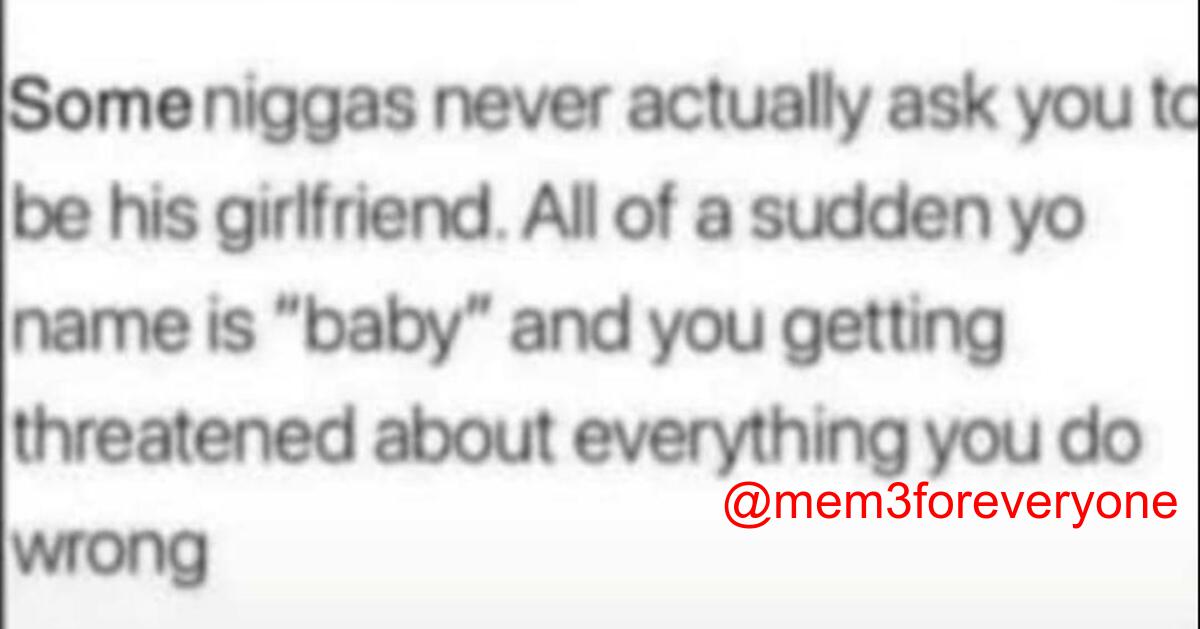 Some niggas never actually ask you to
be his girlfriend. All of a sudden yo
name is “baby” and you getting
threatened about everything you do
@mem3foreveryone
wrong